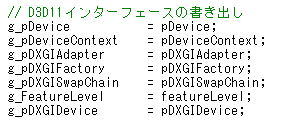 // D3D11インターフェースの書き出し
g_pDevice = pDevice;
g_pDeviceContext = pDeviceContext;
g_pDXGIAdapter = pDXGIAdapter;
g_pDXGIFactory = pDXGIFactory;
g_pDXGISwapChain = pDXGISwapChain;
g_FeatureLevel = featureLevel;
g_pDXGIDevice = pDXGIDevice;